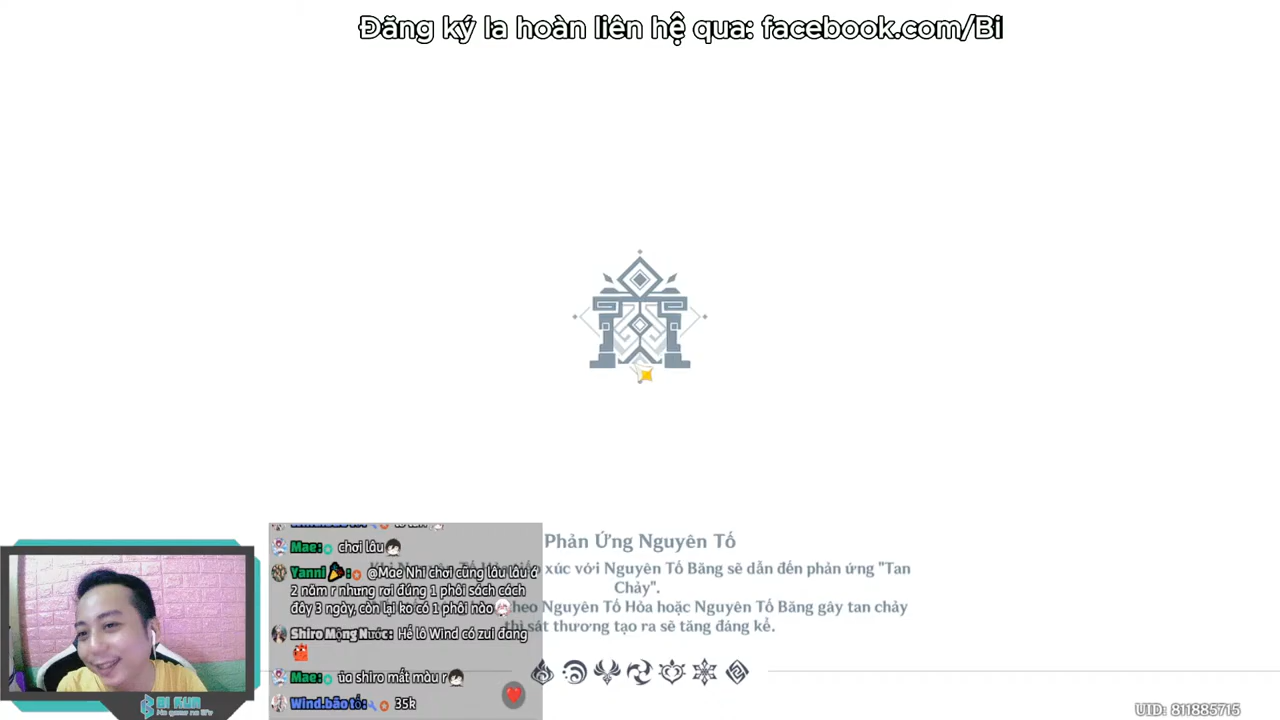 Đăng ký la hoàn liên hệ qua: facebook.com/Bi
Phản Ứng Nguyên Tố
xúc với Nguyên Tố Băng sẽ dẫn đến phản ứng "Tan
Chảy".
heo Nguyên Tố Hỏa hoặc Nguyên Tố Băng gây tan chảy
thì sát thương tạo ra sẽ tăng đáng kể.
Mae: chơi lâu
Yanni: @Mae Nhi chơi cũng lâu lâu á
2 năm r nhưng rơi đúng 1 phôi sách cách
đây 3 ngày, còn lại ko có 1 phôi nào
Shiro Mộng Nước: Hế lô Wind có zui đang
Mae: ủa shiro mất màu r
Wind.bão tố: 35k
BI KUN
UID: 811885715